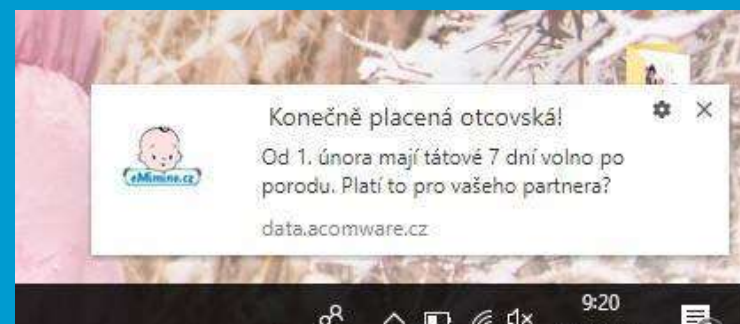 Konečně placená otcovská!
eMimino.cz
Od 1. února mají tátové 7 dní volno po
porodu. Platí to pro vašeho partnera?
data.acomware.cz
9:20